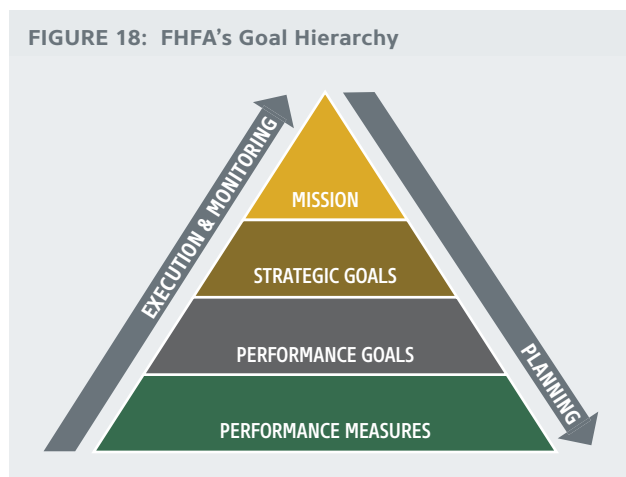 FIGURE 18: FHFA's Goal Hierarchy
EXECUTION & MONITORING
MISSION
STRATEGIC GOALS
PERFORMANCE GOALS
PERFORMANCE MEASURES
PLANNING